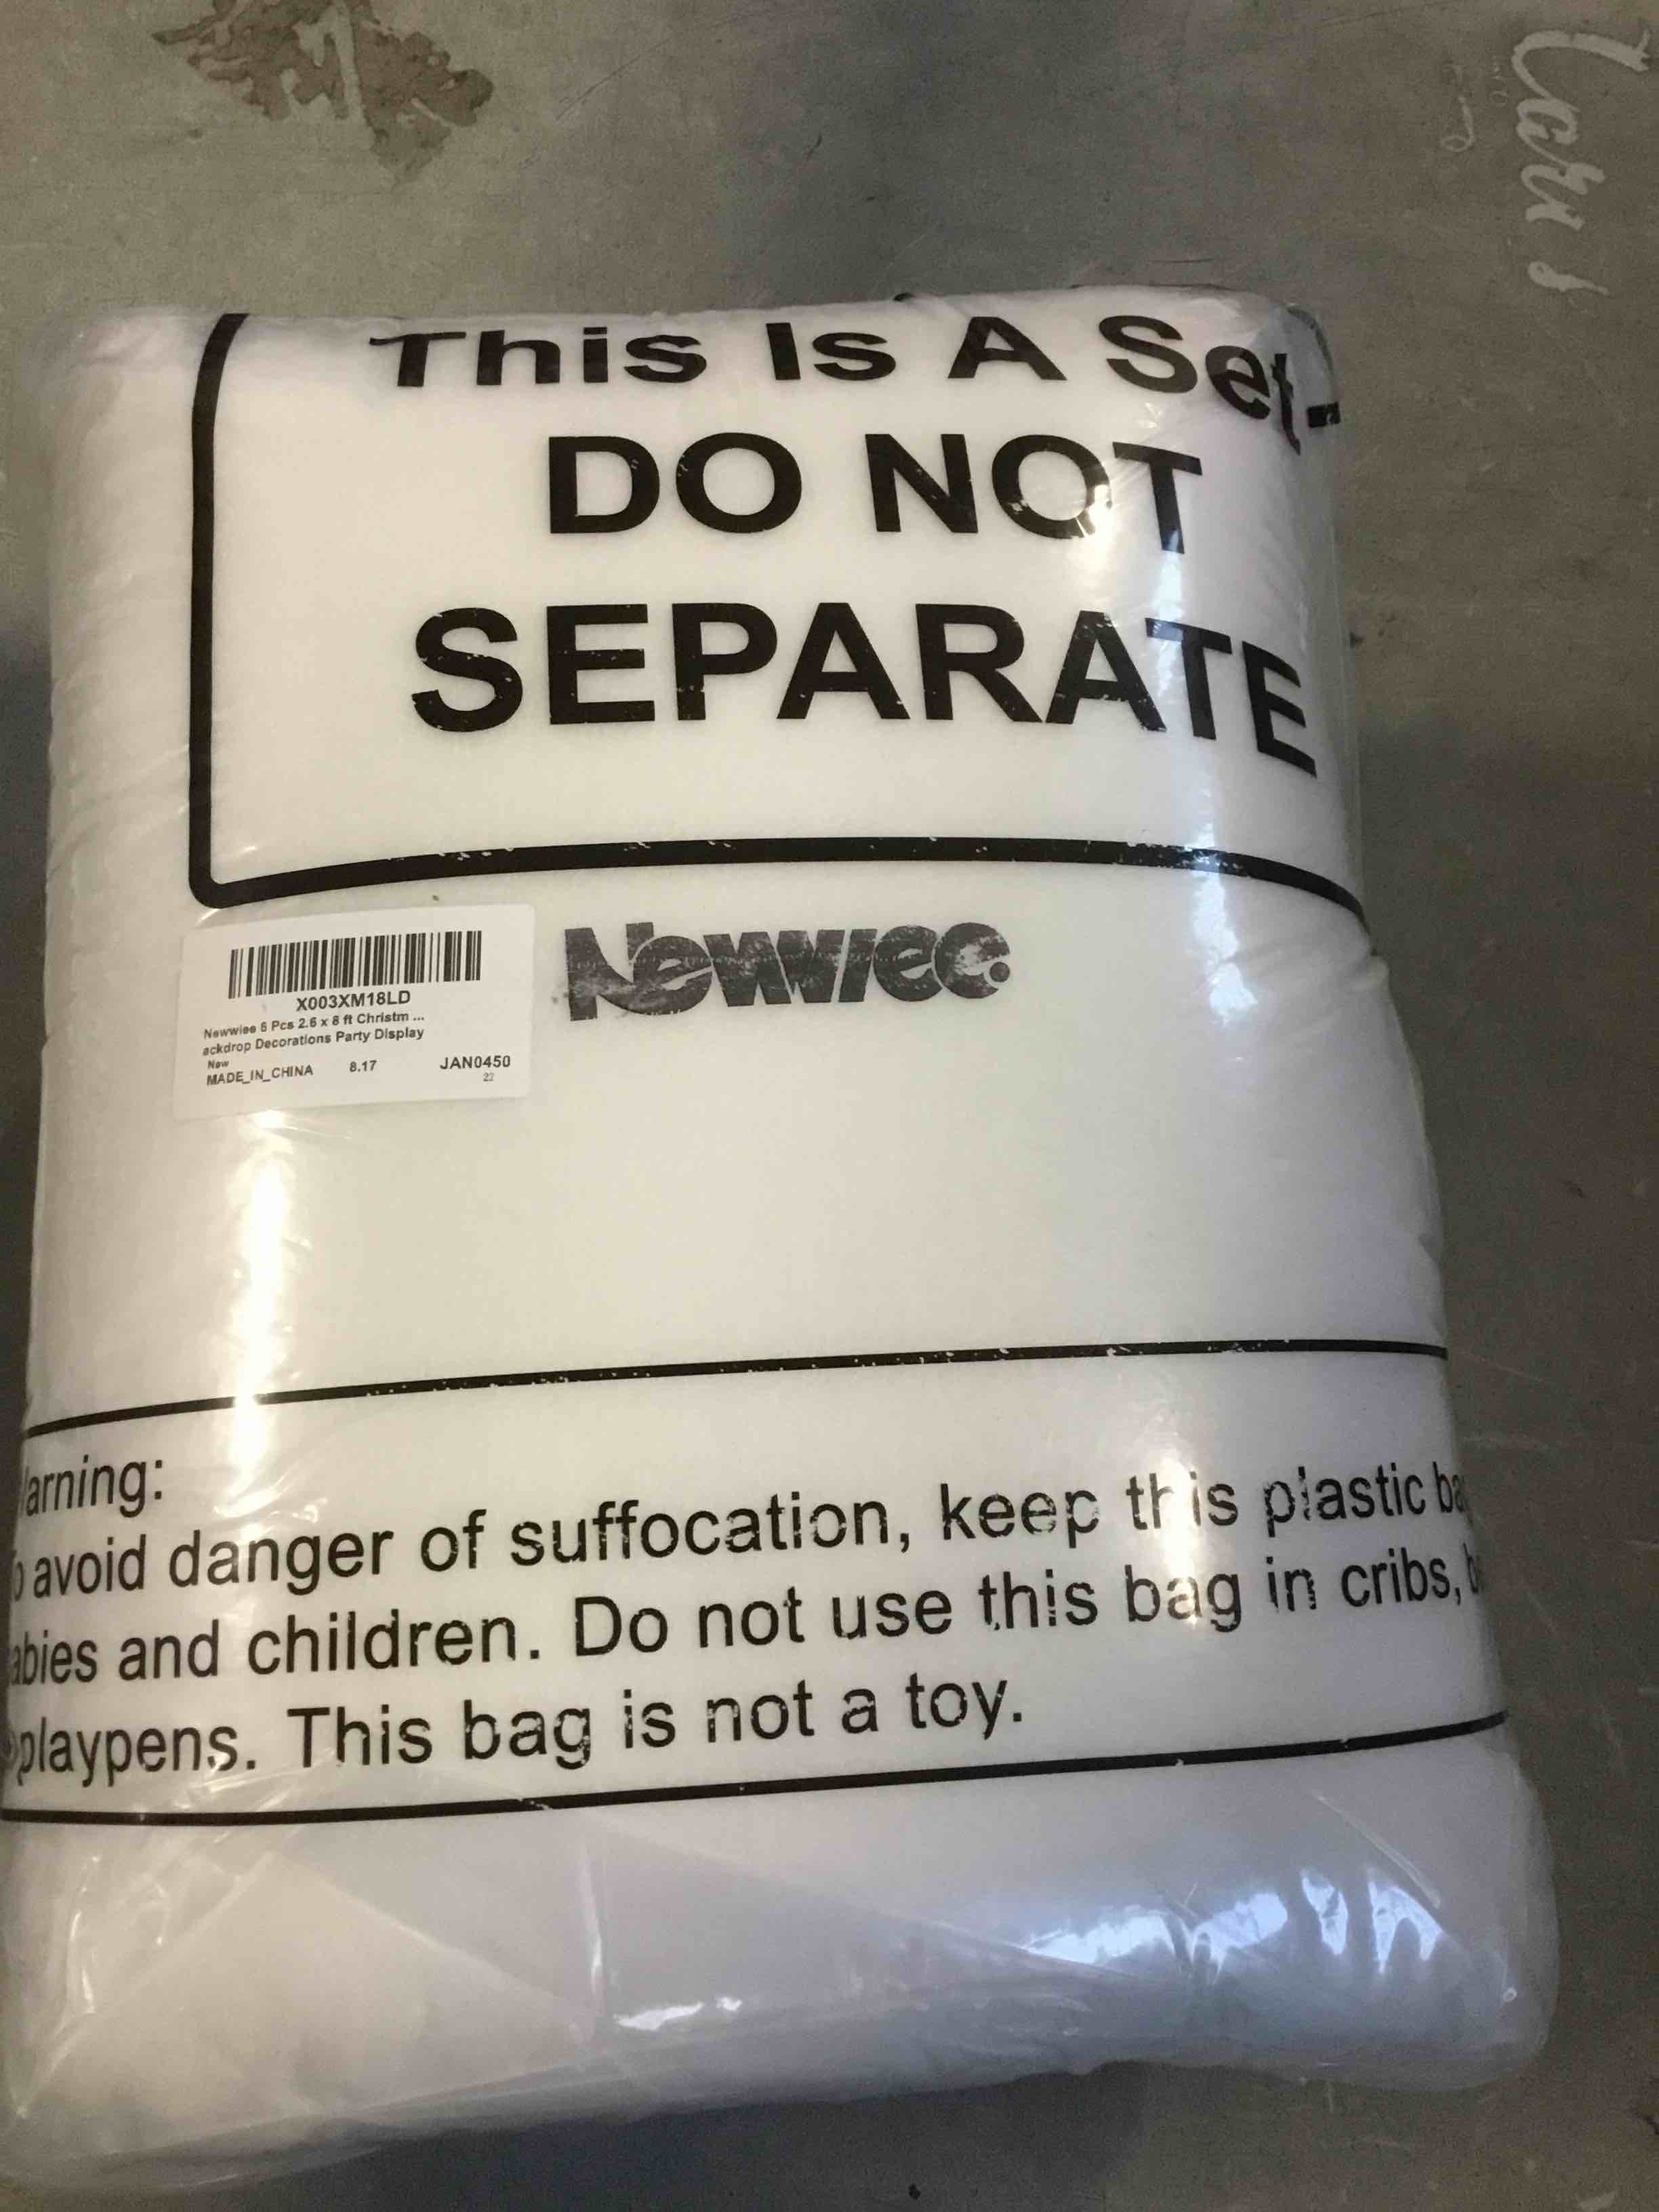 This Is A Set
DO NOT
SEPARATE
Newwiee
X003XM18LD
Newwiee 6 Pcs 2.6 x 8 ft Christm ...
ackdrop Decorations Party Display
New
MADE_IN_CHINA 8.17 JAN0450
22
arning:
o avoid danger of suffocation, keep this plastic ba
abies and children. Do not use this bag in cribs, b
playpens. This bag is not a toy.